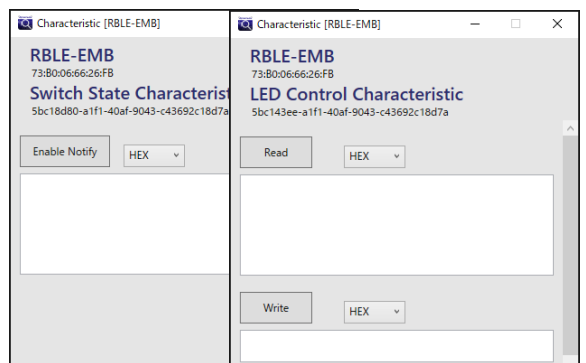 Characteristic [RBLE-EMB]
RBLE-EMB
73:B0:06:66:26:FB
Switch State Characterist
5bc18d80-a1f1-40af-9043-c43692c18d7a
Enable Notify
HEX
Characteristic [RBLE-EMB]
RBLE-EMB
73:B0:06:66:26:FB
LED Control Characteristic
5bc143ee-a1f1-40af-9043-c43692c18d7a
Read
HEX
Write
HEX